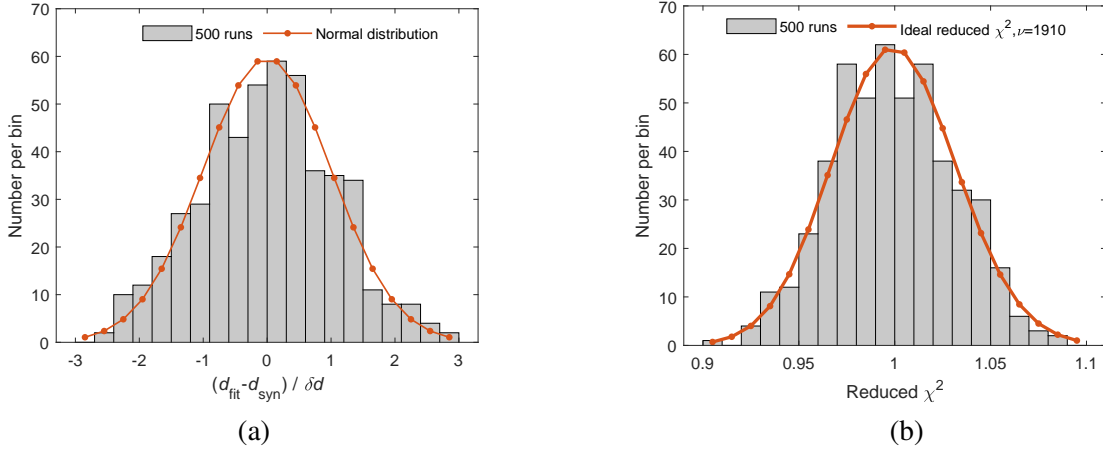 70
60
50
40
30
20
10
0
Number per bin
500 runs
Normal distribution
-3 -2 -1 0 1 2 3
(d_fit-d_syn) / δd
(a)
70
60
50
40
30
20
10
0
Number per bin
500 runs
Ideal reduced χ²,ν=1910
0.9 0.95 1 1.05 1.1
Reduced χ²
(b)